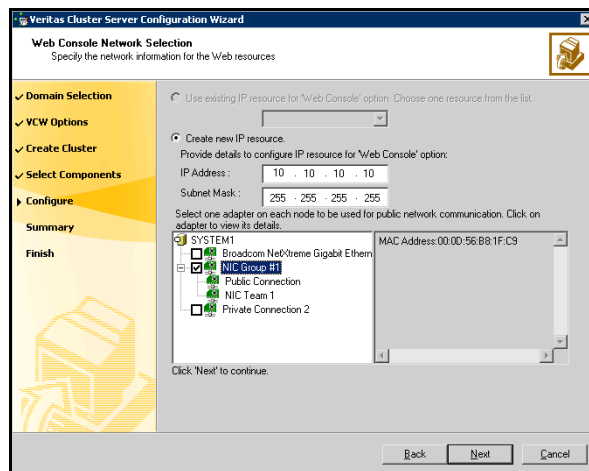 Veritas Cluster Server Configuration Wizard
Web Console Network Selection
Specify the network information for the Web resources
Domain Selection
VCW Options
Create Cluster
Select Components
Configure
Summary
Finish
Use existing IP resource for 'Web Console' option. Choose one resource from the list.
Create new IP resource.
Provide details to configure IP resource for 'Web Console' option:
IP Address : 10 . 10 . 10 . 10
Subnet Mask : 255 . 255 . 255 . 255
Select one adapter on each node to be used for public network communication. Click on
adapter to view its details.
SYSTEM1
Broadcom NetXtreme Gigabit Ethern
NIC Group #1
Public Connection
NIC Team 1
Private Connection 2
MAC Address:00:0D:56:B8:1F:C9
Click 'Next' to continue.
Back Next Cancel